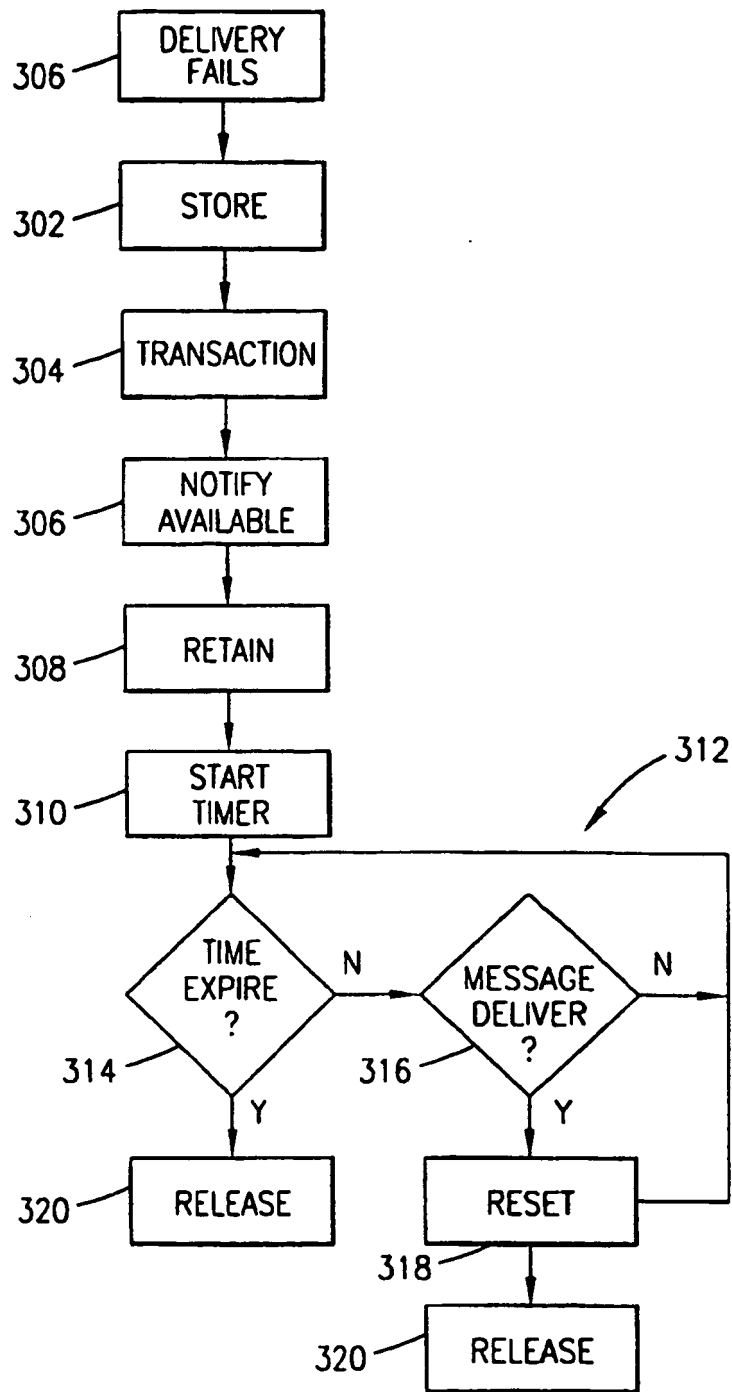 DELIVERY
FAILS
306
STORE
302
TRANSACTION
304
NOTIFY
AVAILABLE
306
RETAIN
308
START
TIMER
310
312
TIME
EXPIRE
?
N
314
Y
MESSAGE
DELIVER
?
N
316
Y
RELEASE
320
RESET
318
RELEASE
320